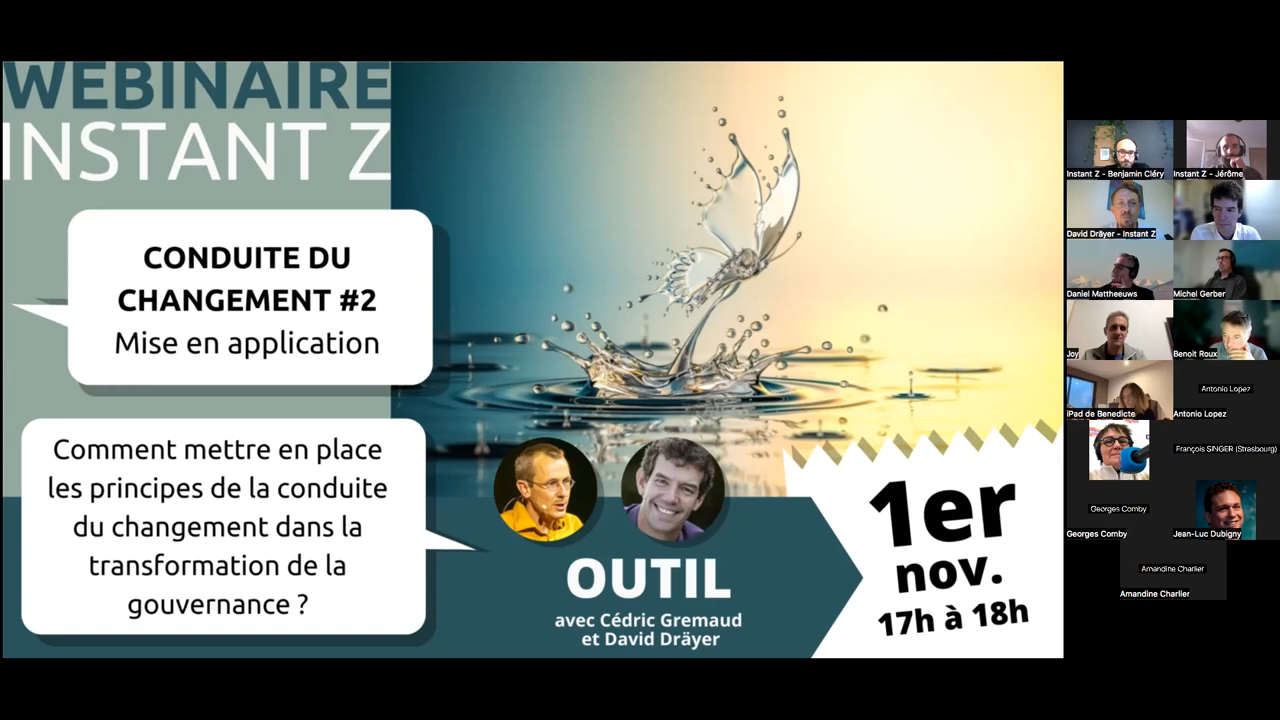 WEBINAIRE
INSTANT Z
CONDUITE DU
CHANGEMENT #2
Mise en application
Comment mettre en place
les principes de la conduite
du changement dans la
transformation de la
gouvernance ?
OUTIL
avec Cédric Gremaud
et David Dräyer
1er
nov.
17h à 18h
Instant Z - Benjamin Cléry
Instant Z - Jérôme
David Dräyer - Instant Z
Daniel Mattheeuws
Michel Gerber
Joy
Benoit Roux
iPad de Benedicte
Antonio Lopez
Antonio Lopez
François SINGER (Strasbourg)
Georges Comby
Georges Comby
Jean-Luc Dubigny
Amandine Charlier
Amandine Charlier